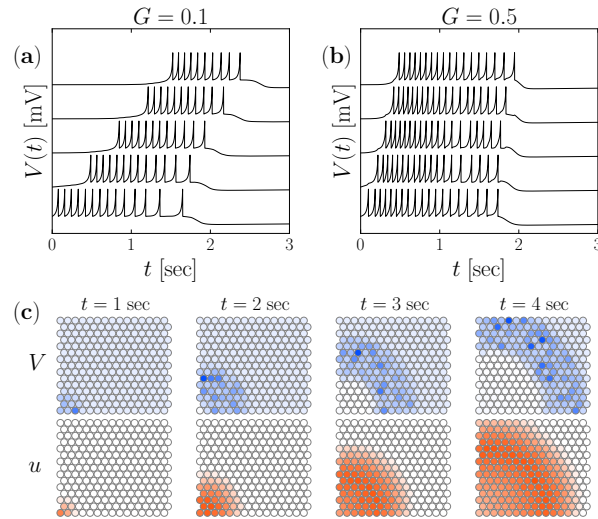 G = 0.1
G = 0.5
(a)
(b)
V(t) [mV]
V(t) [mV]
0 1 2 3
0 1 2 3
t [sec]
t [sec]
(c)
t = 1 sec
t = 2 sec
t = 3 sec
t = 4 sec
V
u